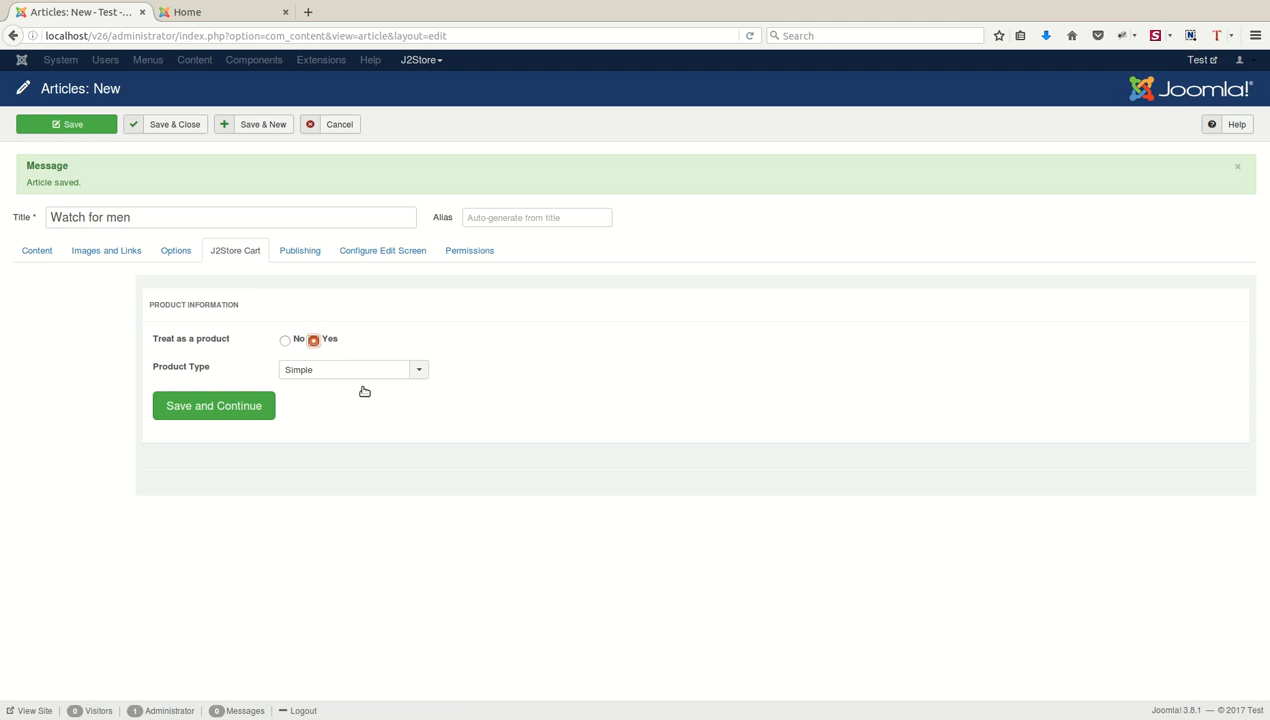 Articles: New - Test -... × Home ×
localhost/v26/administrator/index.php?option=com_content&view=article&layout=edit Search
System Users Menus Content Components Extensions Help J2Store Test
Articles: New Joomla!®
Save Save & Close Save & New Cancel Help
Message ×
Article saved.
Title * Watch for men Alias Auto-generate from title
Content Images and Links Options J2Store Cart Publishing Configure Edit Screen Permissions
PRODUCT INFORMATION
Treat as a product No Yes
Product Type Simple
Save and Continue
View Site 0 Visitors 1 Administrator 0 Messages Logout Joomla! 3.8.1 — © 2017 Test